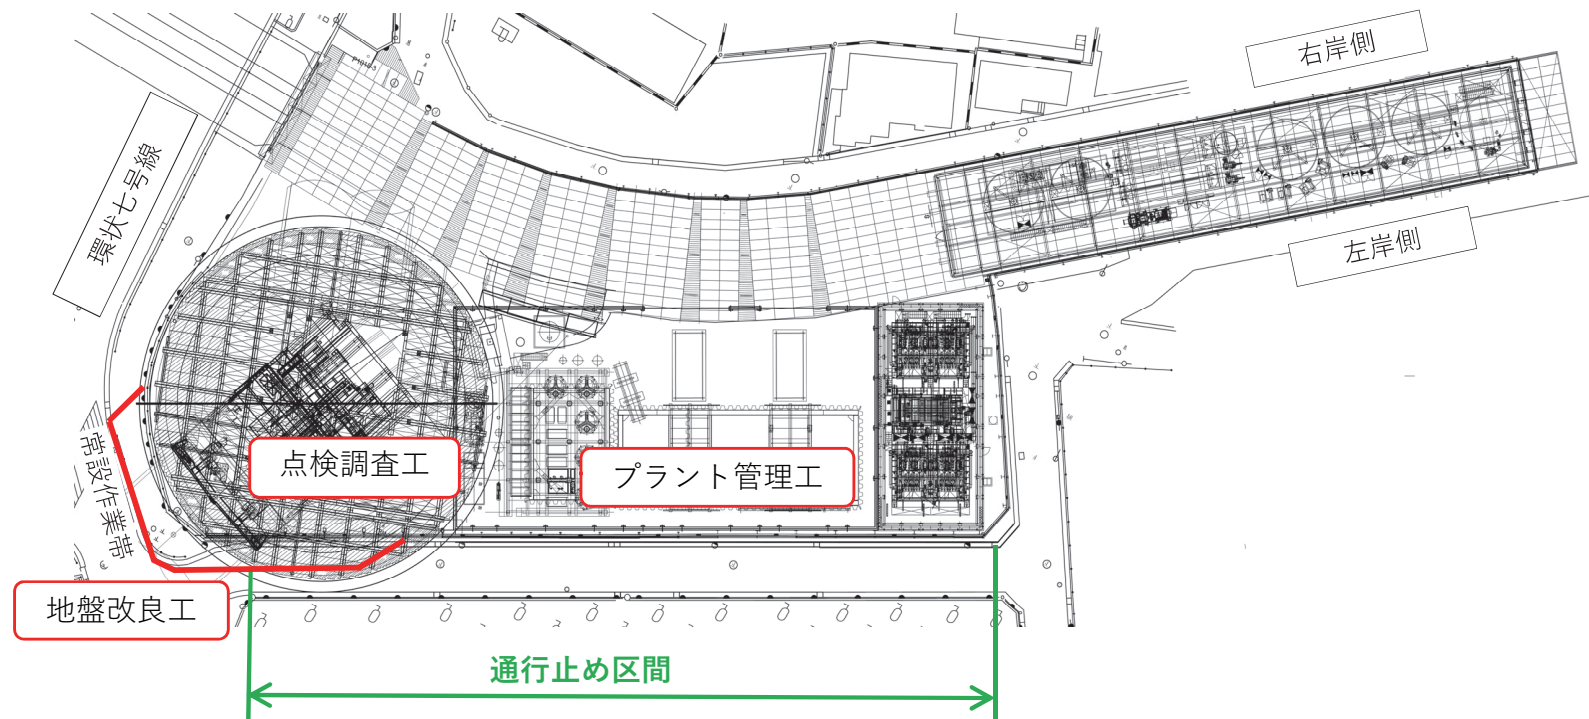 右岸側
環状七号線
左岸側
点検調査工
プラント管理工
常設作業帯
地盤改良工
通行止め区間